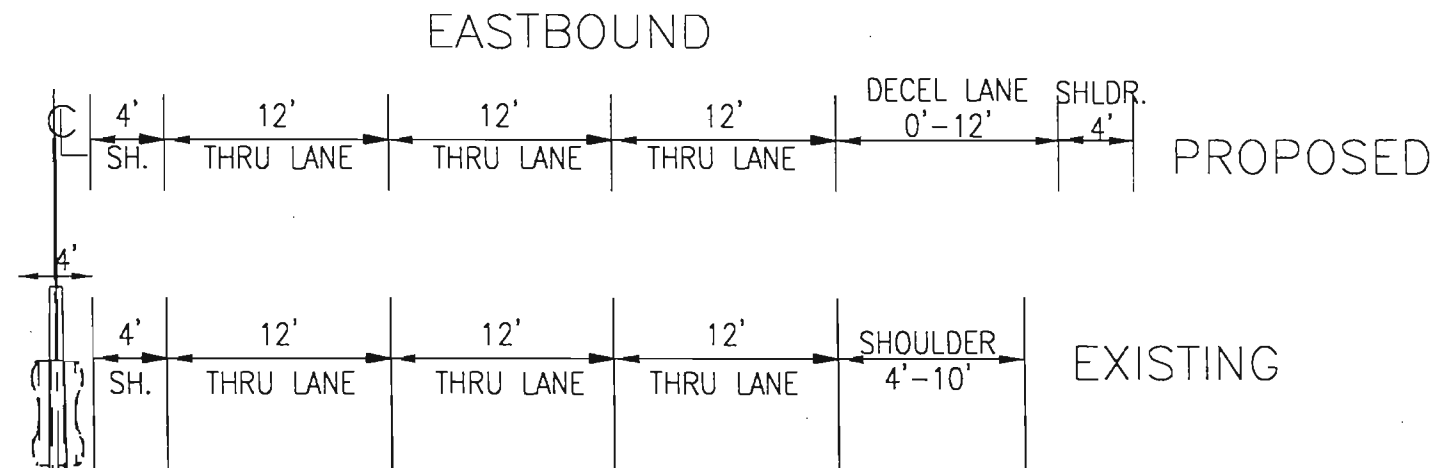 EASTBOUND
DECEL LANE SHLDR.
℄ 4' 12' 12' 12' 0'-12' 4'
SH. THRU LANE THRU LANE THRU LANE
PROPOSED
4'
4' 12' 12' 12' SHOULDER
SH. THRU LANE THRU LANE THRU LANE 4'-10'
EXISTING